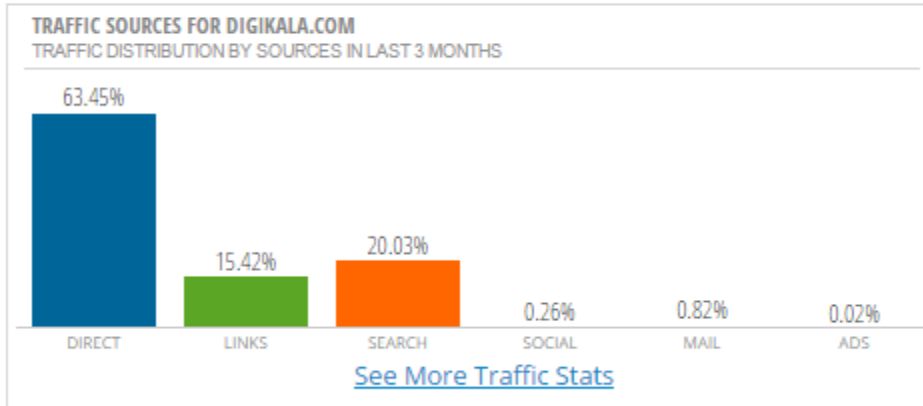 TRAFFIC SOURCES FOR DIGIKALA.COM
TRAFFIC DISTRIBUTION BY SOURCES IN LAST 3 MONTHS
63.45%
15.42%
20.03%
0.26%
0.82%
0.02%
DIRECT LINKS SEARCH SOCIAL MAIL ADS
See More Traffic Stats